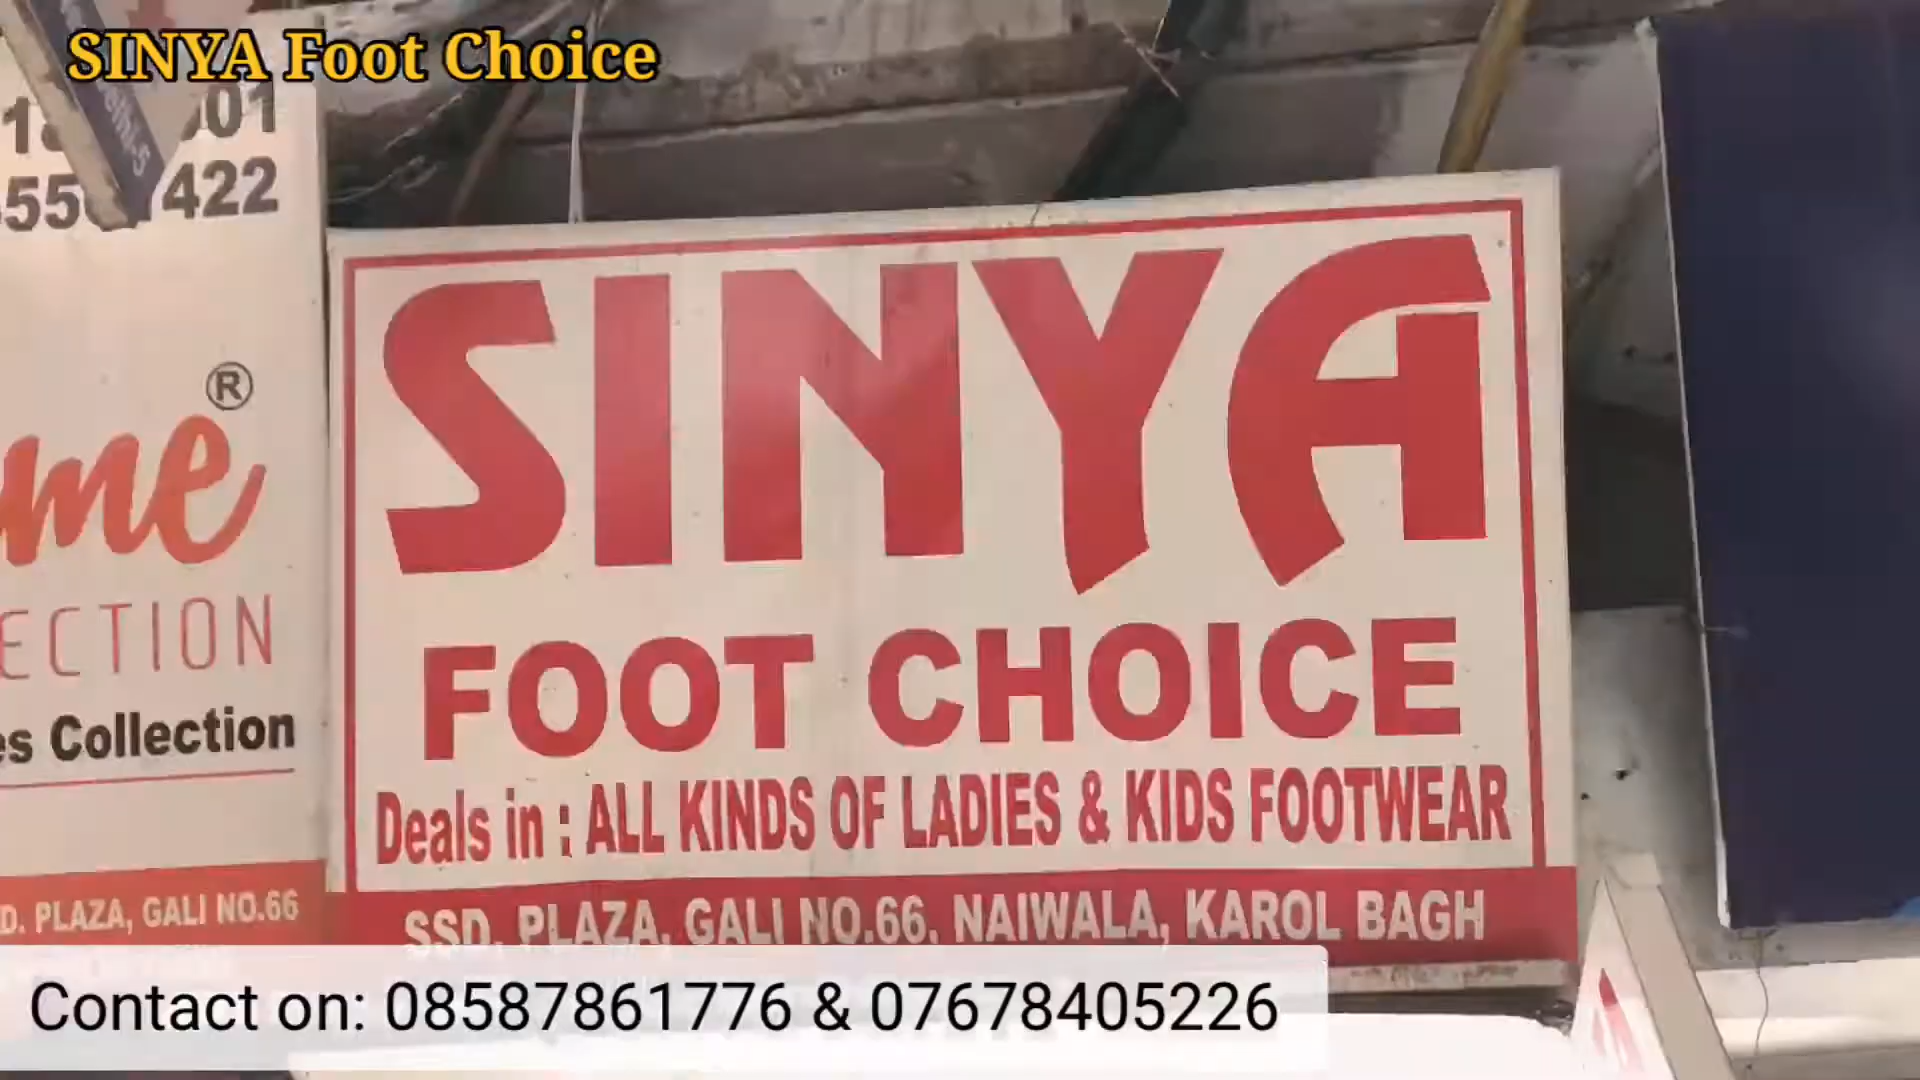 SINYA Foot Choice
422
®
me
ECTION
es Collection
D. PLAZA, GALI NO.66
SINYA
FOOT CHOICE
Deals in : ALL KINDS OF LADIES & KIDS FOOTWEAR
SSD. PLAZA, GALI NO.66, NAIWALA, KAROL BAGH
Contact on: 08587861776 & 07678405226